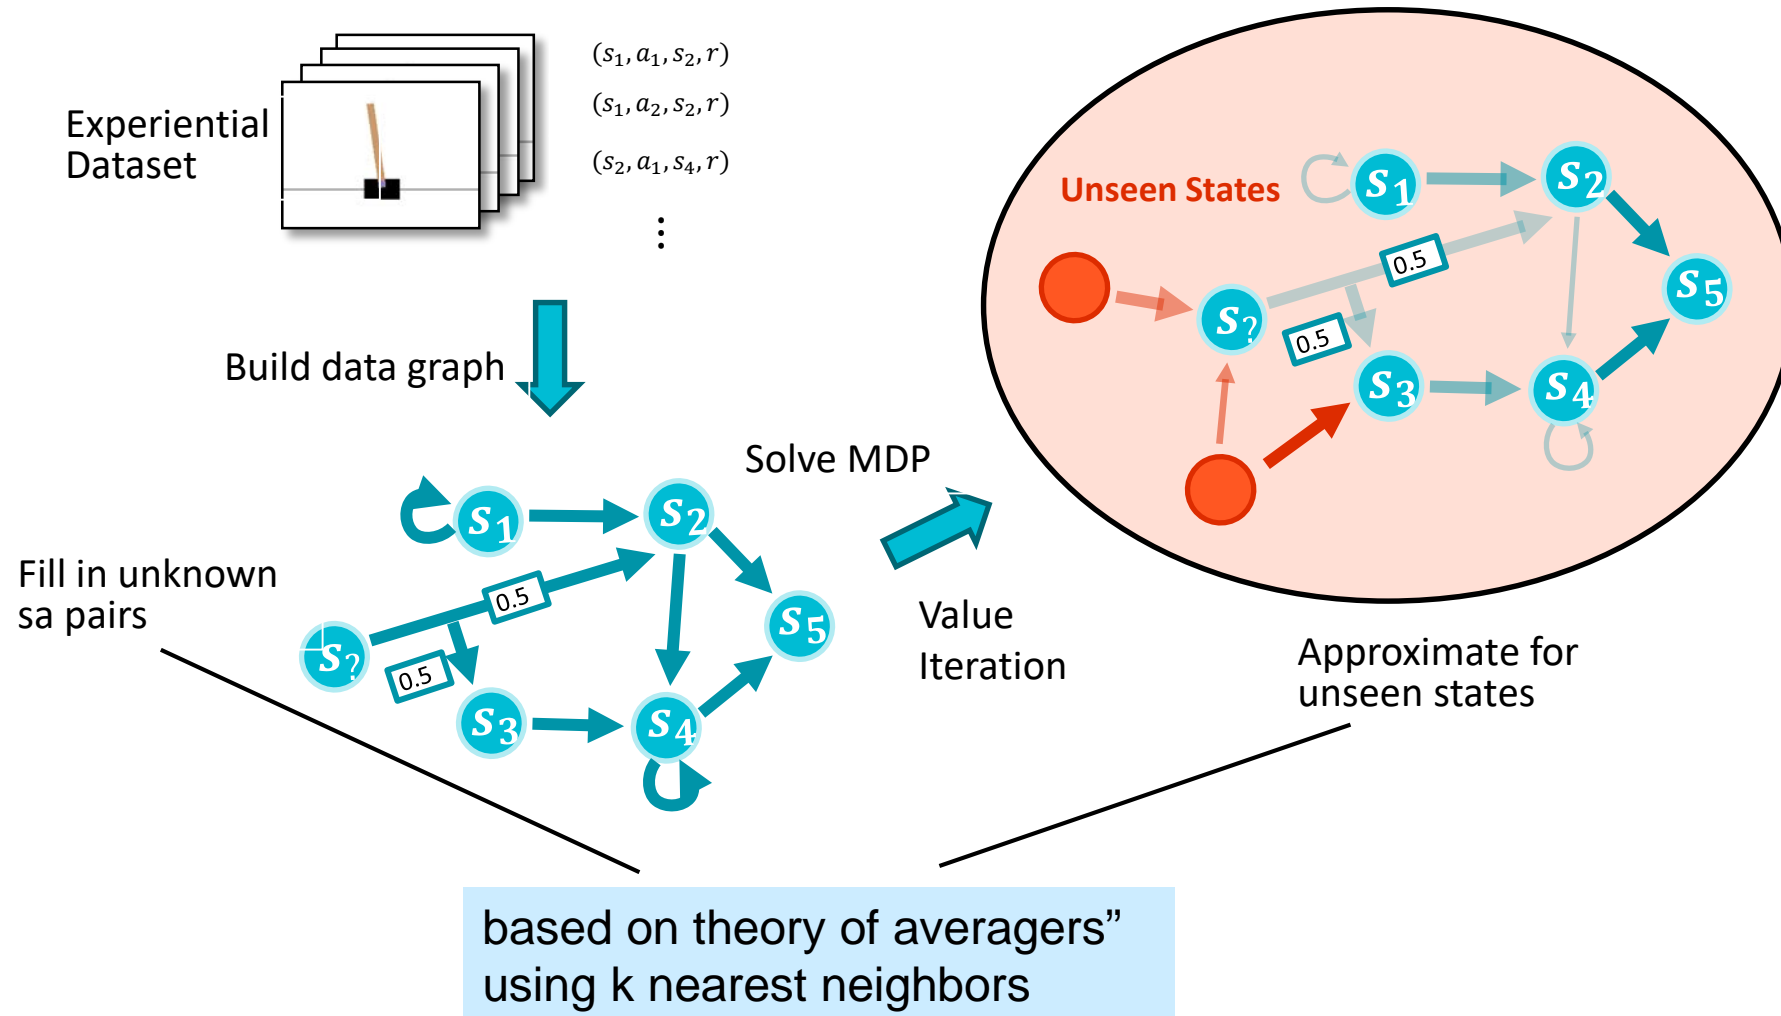 Experiential
Dataset
(s₁, a₁, s₂, r)
(s₁, a₂, s₂, r)
(s₂, a₁, s₄, r)
⋮
Build data graph
Fill in unknown
sa pairs
s₁
s₂
0.5
s₅
s?
0.5
s₃
s₄
Solve MDP
Value
Iteration
Unseen States
s₁
s₂
0.5
s₅
s?
0.5
s₃
s₄
Approximate for
unseen states
based on theory of averagers”
using k nearest neighbors